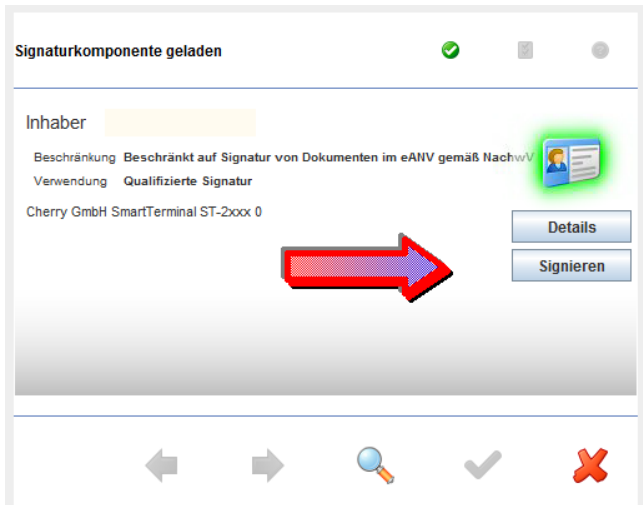 Signaturkomponente geladen
Inhaber
Beschränkung Beschränkt auf Signatur von Dokumenten im eANV gemäß NachwV
Verwendung Qualifizierte Signatur
Cherry GmbH SmartTerminal ST-2xxx 0
Details
Signieren